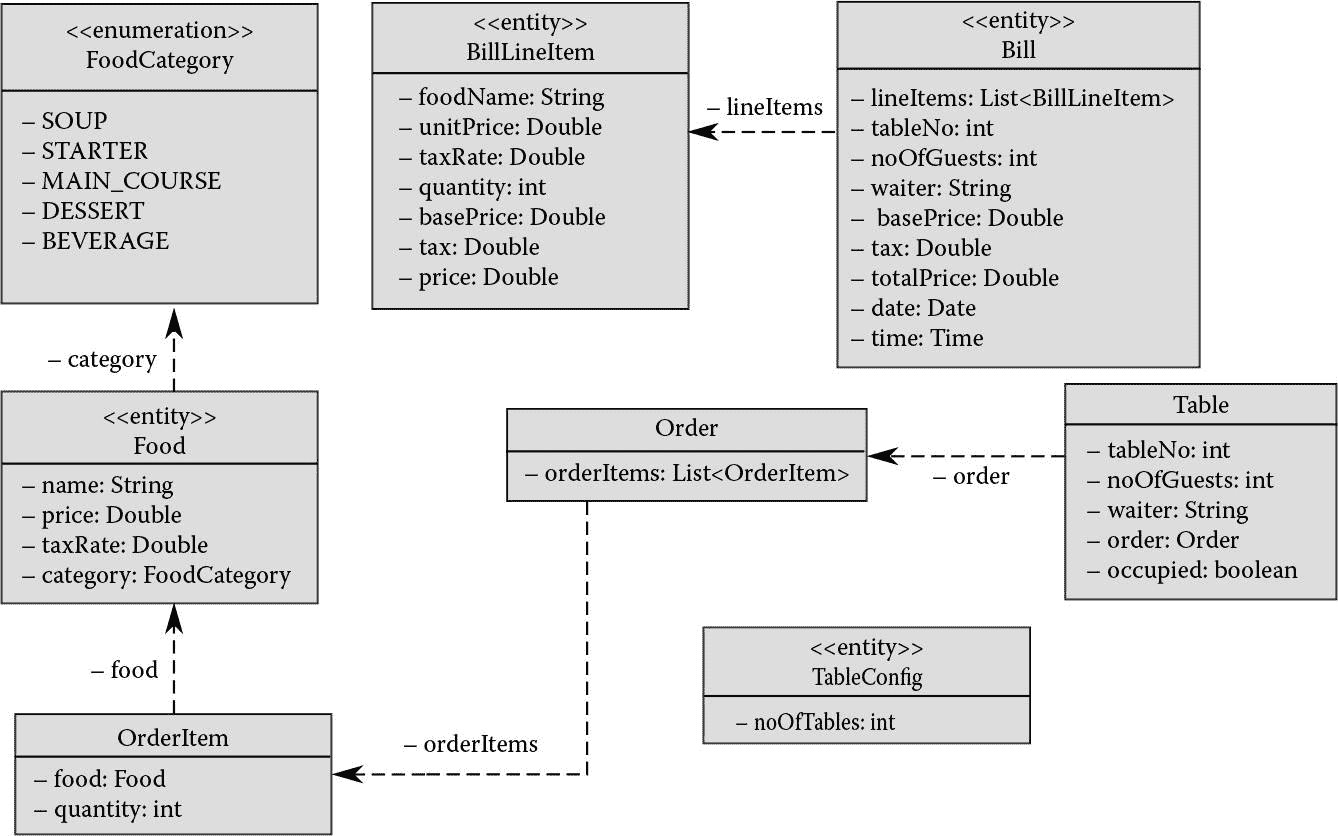 <<enumeration>>
FoodCategory
– SOUP
– STARTER
– MAIN_COURSE
– DESSERT
– BEVERAGE
<<entity>>
BillLineItem
– foodName: String
– unitPrice: Double
– taxRate: Double
– quantity: int
– basePrice: Double
– tax: Double
– price: Double
– lineItems
<<entity>>
Bill
– lineItems: List<BillLineItem>
– tableNo: int
– noOfGuests: int
– waiter: String
– basePrice: Double
– tax: Double
– totalPrice: Double
– date: Date
– time: Time
– category
<<entity>>
Food
– name: String
– price: Double
– taxRate: Double
– category: FoodCategory
Order
– orderItems: List<OrderItem>
– order
Table
– tableNo: int
– noOfGuests: int
– waiter: String
– order: Order
– occupied: boolean
– food
<<entity>>
TableConfig
– noOfTables: int
OrderItem
– food: Food
– quantity: int
– orderItems